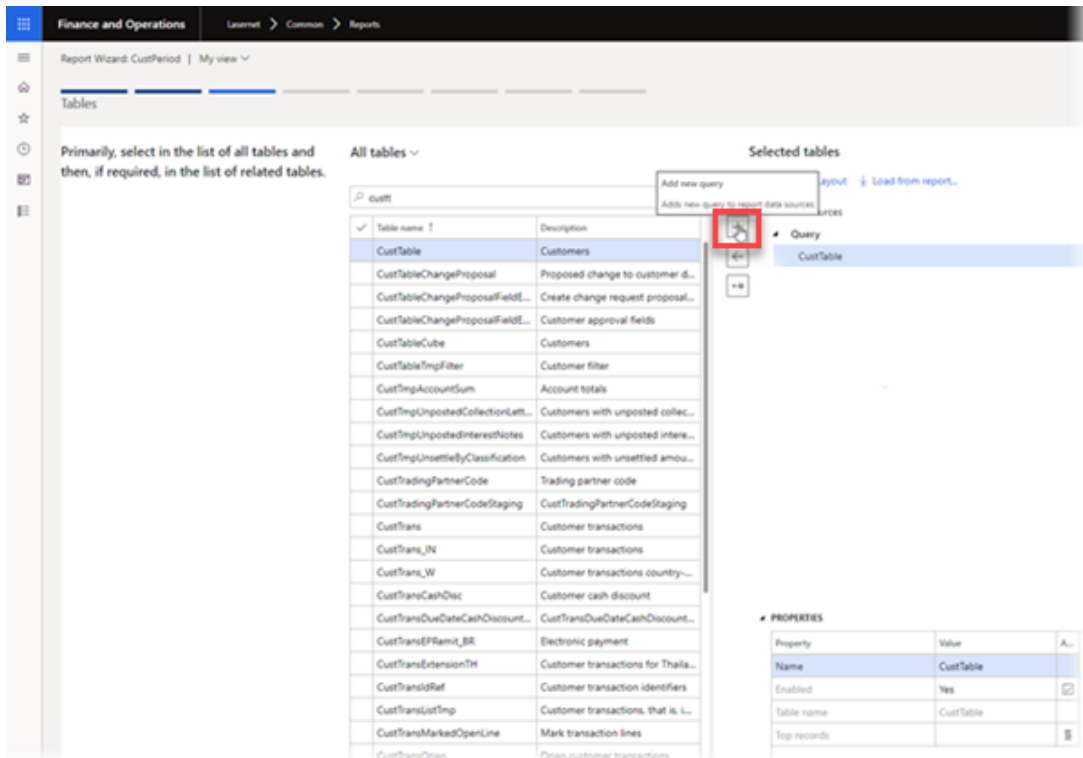 Finance and Operations
Lasernet > Common > Reports
Report Wizard: CustPeriod | My view
Tables
Primarily, select in the list of all tables and
then, if required, in the list of related tables.
All tables
custt
Table name ↑ Description
CustTable Customers
CustTableChangeProposal Proposed change to customer d...
CustTableChangeProposalFieldE... Create change request proposal...
CustTableChangeProposalFieldE... Customer approval fields
CustTableCube Customers
CustTableTmpFilter Customer filter
CustTmpAccountSum Account totals
CustTmpUnpostedCollectionLett... Customers with unposted collec...
CustTmpUnpostedInterestNotes Customers with unposted intere...
CustTmpUnsettleByClassification Customers with unsettled amou...
CustTradingPartnerCode Trading partner code
CustTradingPartnerCodeStaging CustTradingPartnerCodeStaging
CustTrans Customer transactions
CustTrans_IN Customer transactions
CustTrans_W Customer transactions country-...
CustTransCashDisc Customer cash discount
CustTransDueDateCashDiscount... CustTransDueDateCashDiscount...
CustTransEPRemit_BR Electronic payment
CustTransExtensionTH Customer transactions for Thaila...
CustTransIdRef Customer transaction identifiers
CustTransListTmp Customer transactions, that is, i...
CustTransMarkedOpenLine Mark transaction lines
CustTransOpen Open customer transactions
Add new query
Adds new query to report data sources
Selected tables
ayout Load from report...
urces
Query
CustTable
PROPERTIES
Property Value A...
Name CustTable
Enabled Yes
Table name CustTable
Top records